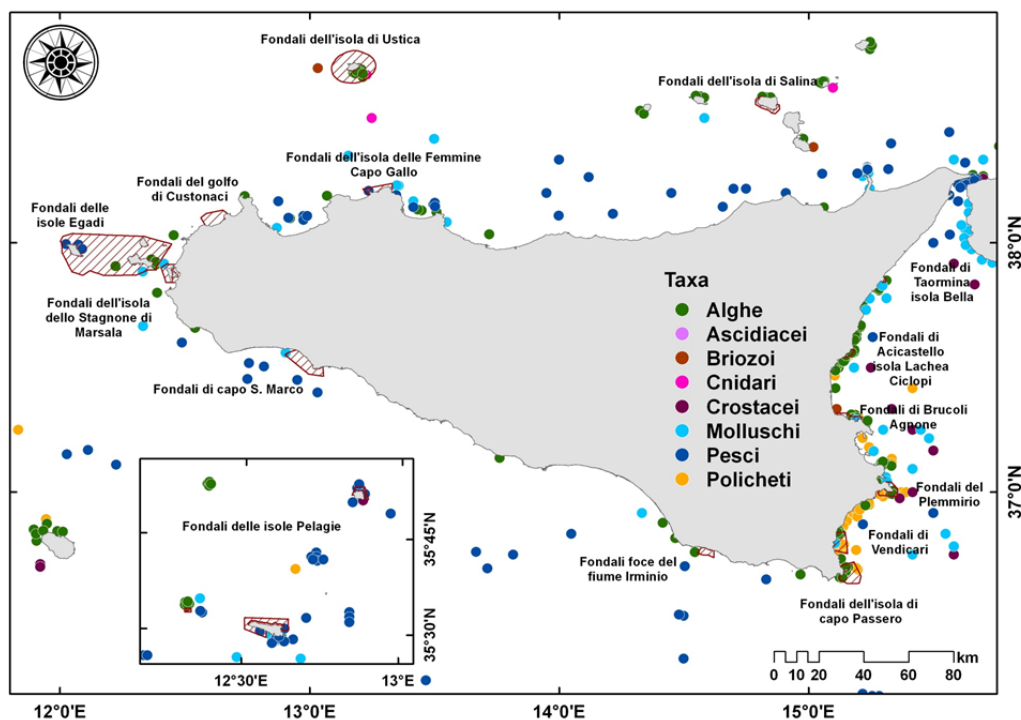 Fondali dell'isola di Ustica
Fondali dell'isola di Salina
Fondali dell'isola delle Femmine
Capo Gallo
Fondali del golfo
di Custonaci
Fondali delle
isole Egadi
38°0'N
Fondali di
Taormina
isola Bella
Taxa
Alghe
Ascidiacei
Briozoi
Cnidari
Crostacei
Molluschi
Pesci
Policheti
Fondali dell'isola
dello Stagnone di
Marsala
Fondali di
Acicastello
isola Lachea
Ciclopi
Fondali di capo S. Marco
Fondali di Brucoli
Agnone
Fondali del
Plemmirio
37°0'N
Fondali delle isole Pelagie
35°45'N
35°30'N
12°30'E
13°E
Fondali di
Vendicari
Fondali foce del
fiume Irminio
Fondali dell'isola di
capo Passero
km
0 10 20 40 60 80
12°0'E
13°0'E
14°0'E
15°0'E